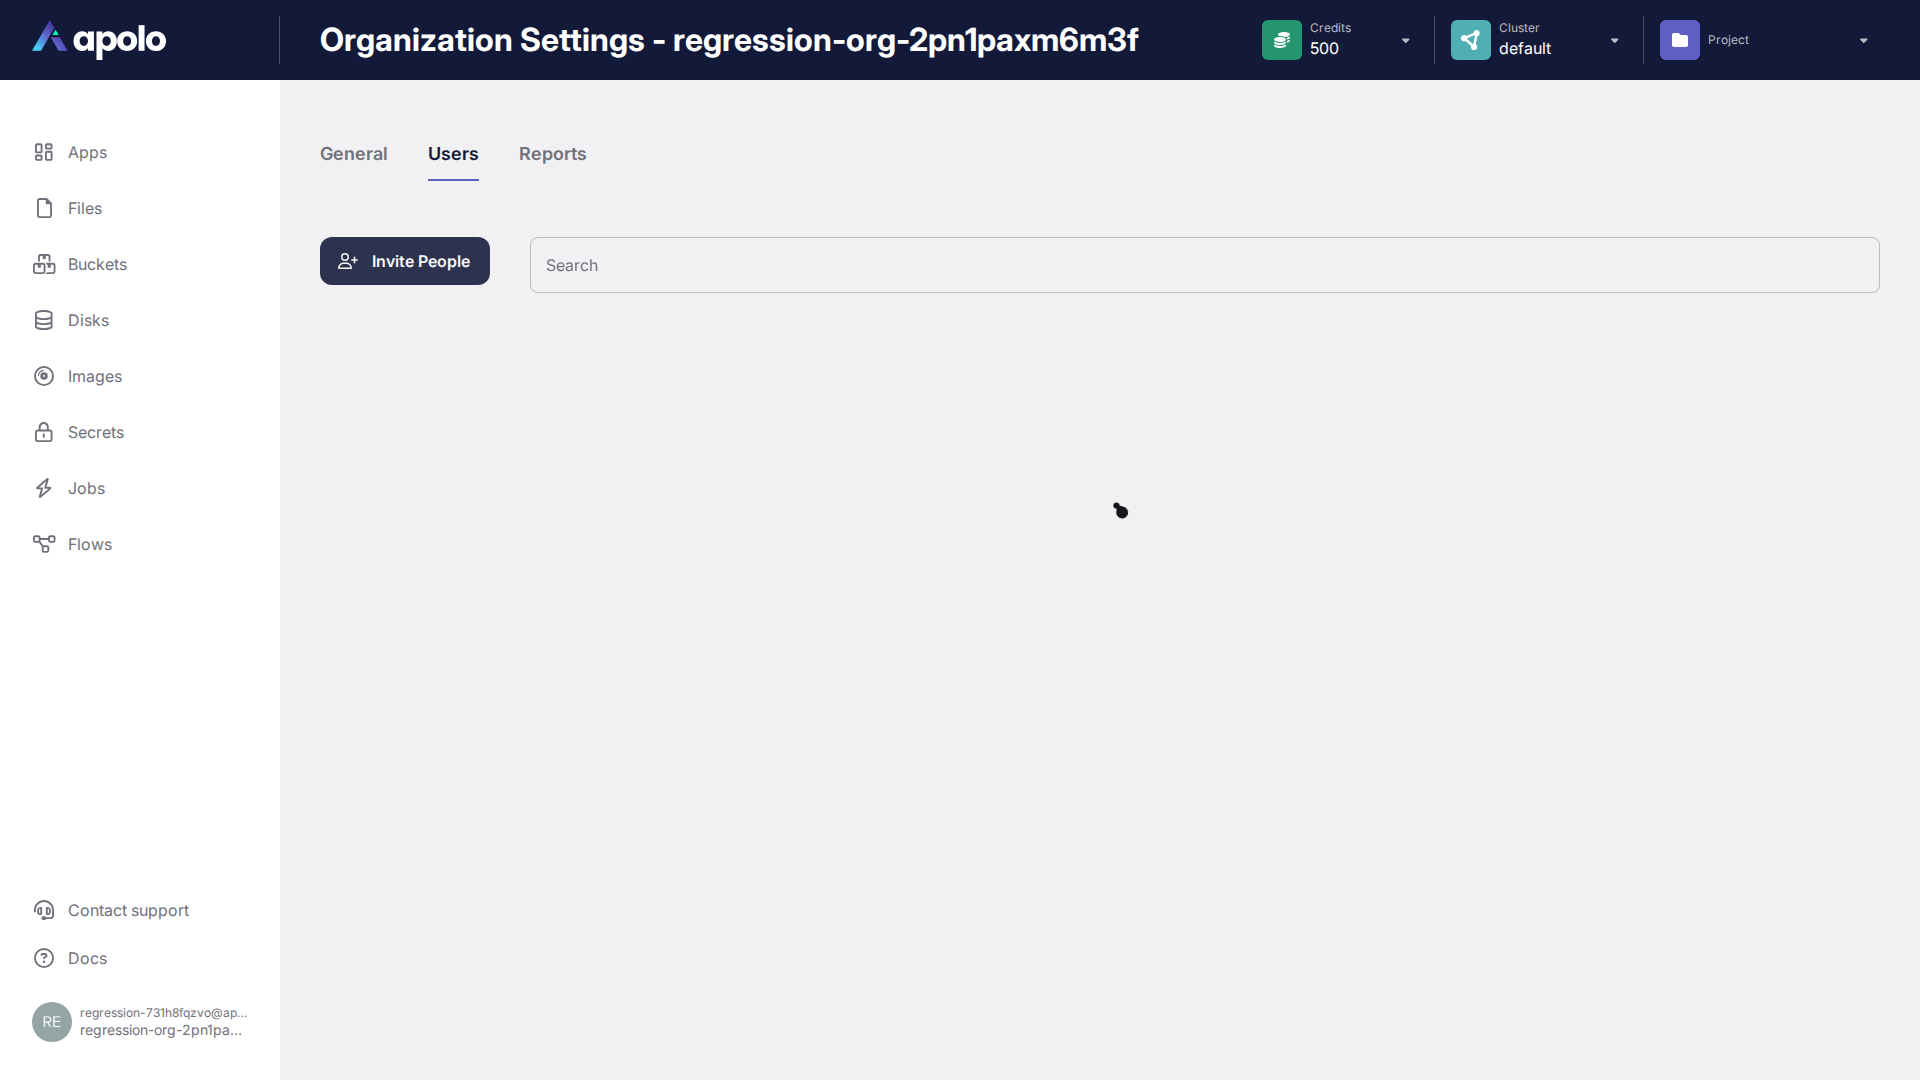 apolo
Organization Settings - regression-org-2pn1paxm6m3f
Credits
500
Cluster
default
Project
Apps
Files
Buckets
Disks
Images
Secrets
Jobs
Flows
General
Users
Reports
Invite People
Search
Contact support
Docs
RE
regression-731h8fqzvo@ap...
regression-org-2pn1pa...